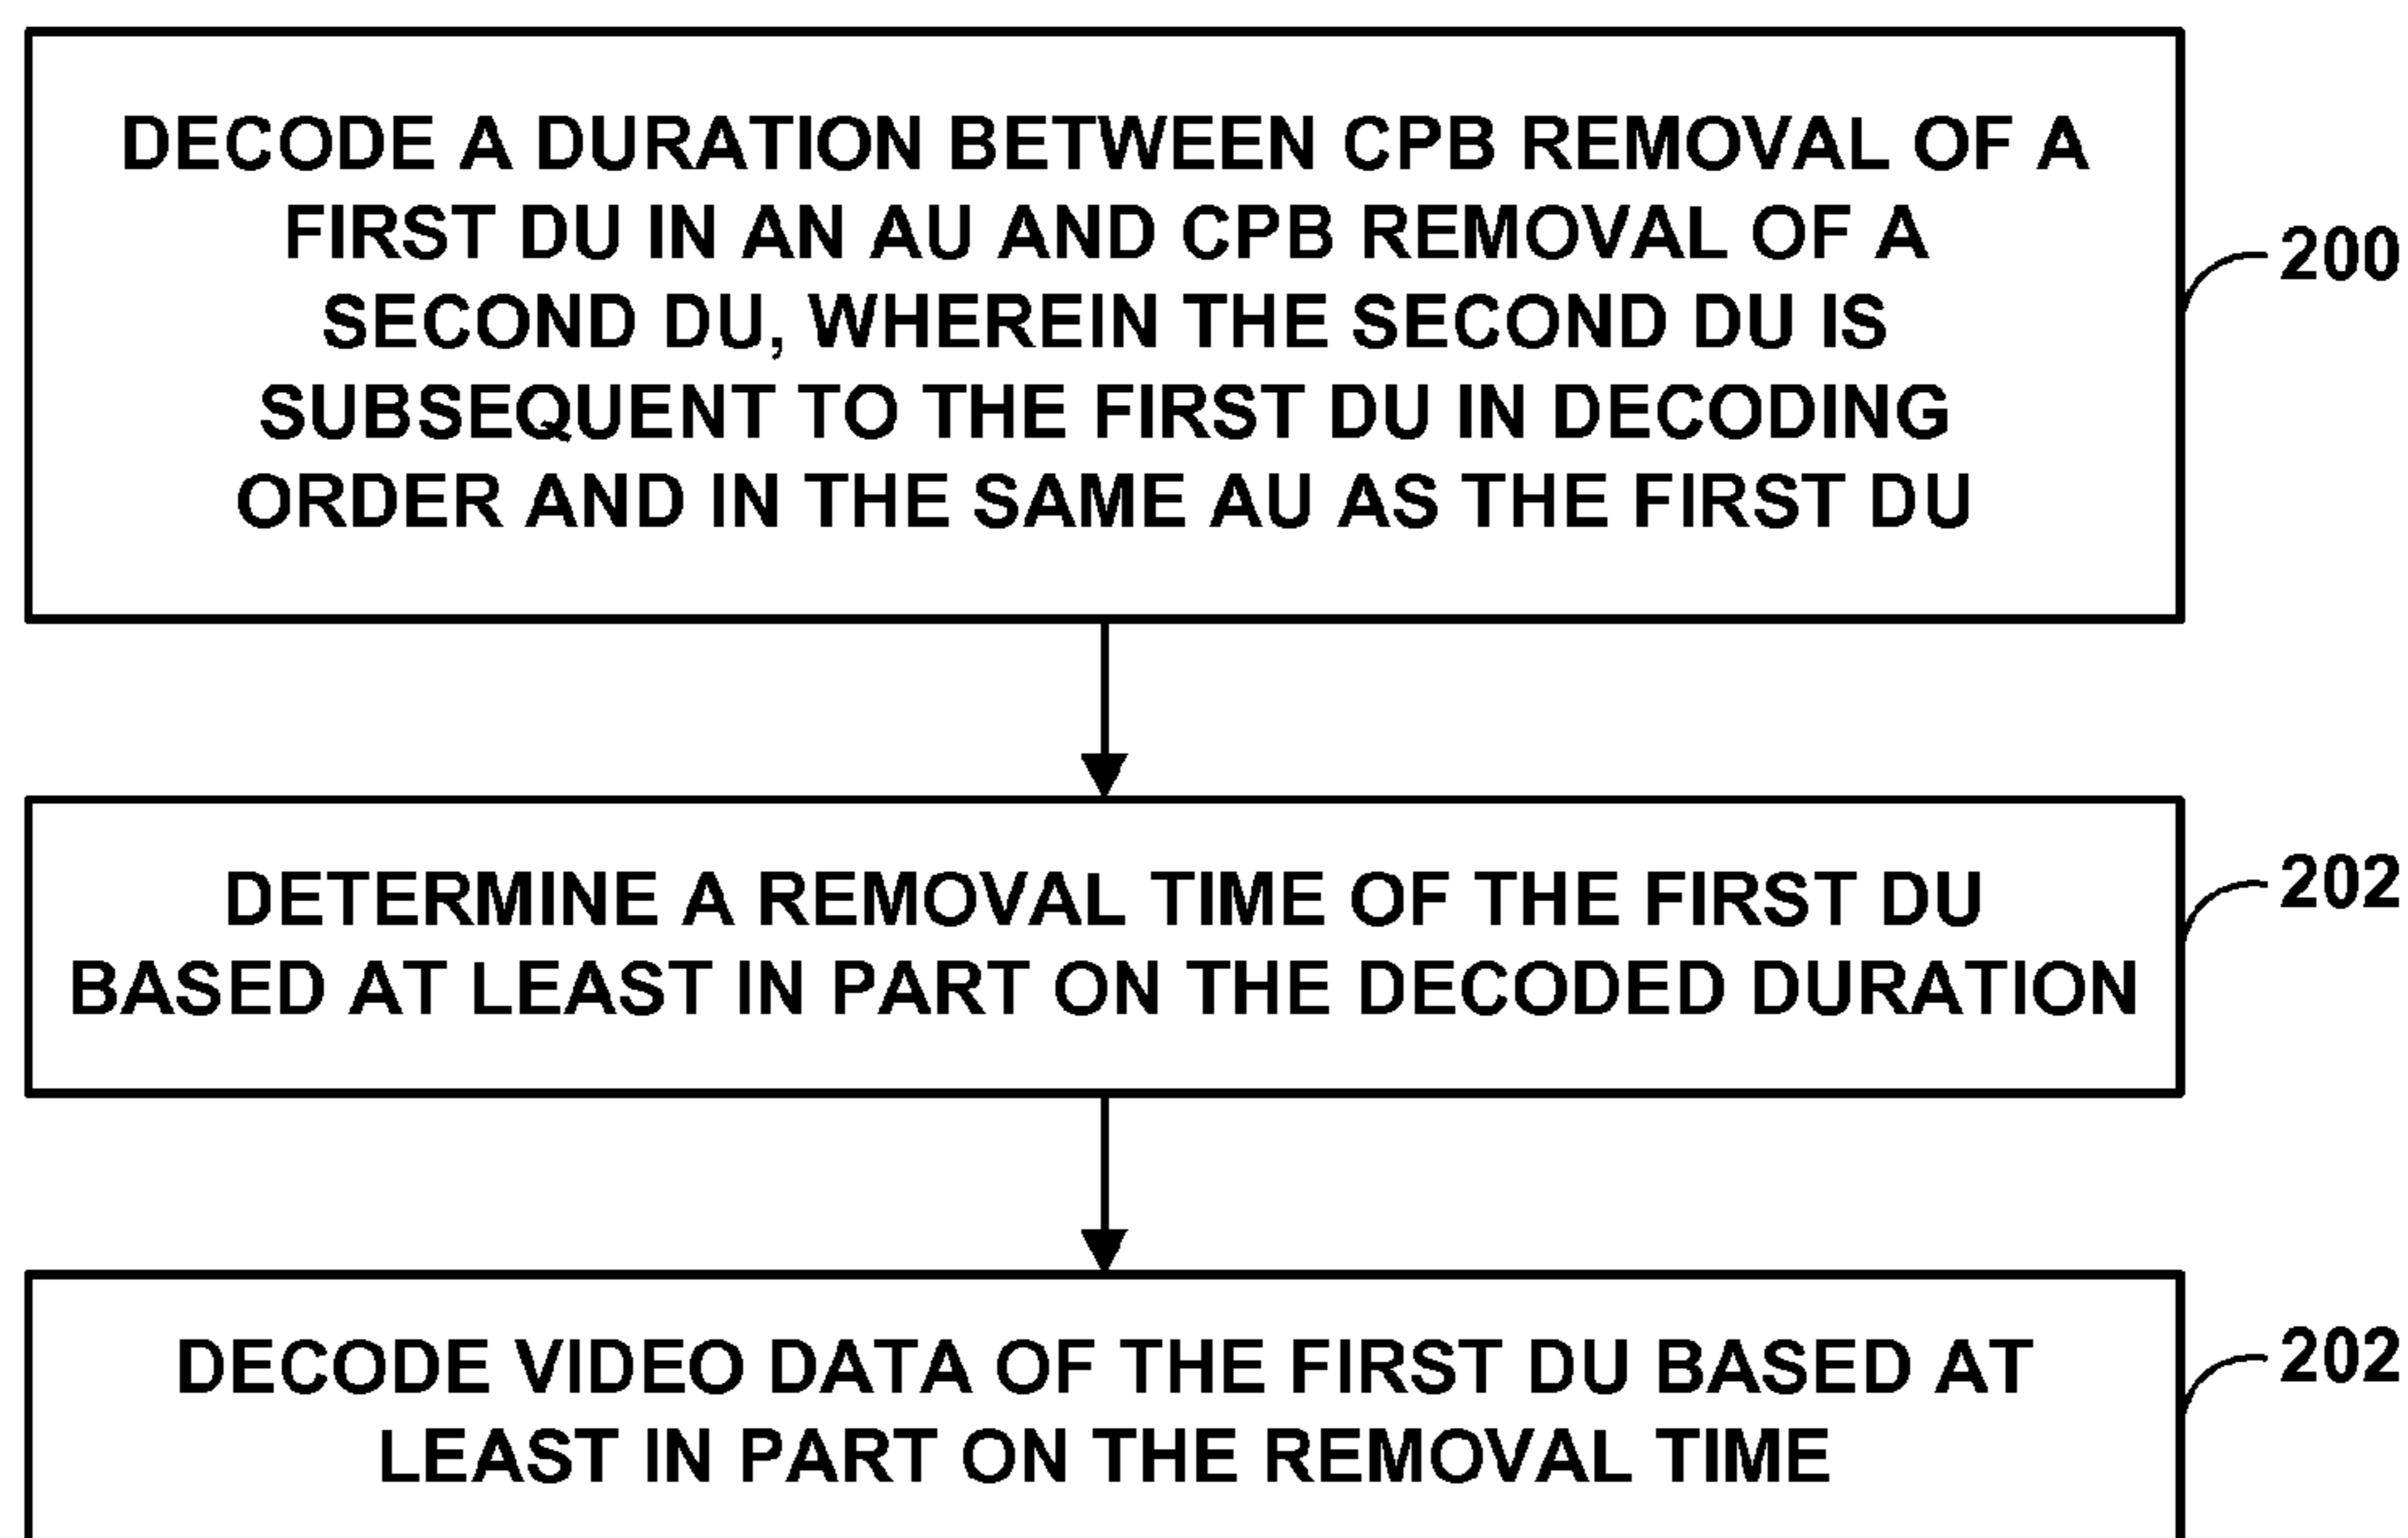 DECODE A DURATION BETWEEN CPB REMOVAL OF A
FIRST DU IN AN AU AND CPB REMOVAL OF A
SECOND DU, WHEREIN THE SECOND DU IS
SUBSEQUENT TO THE FIRST DU IN DECODING
ORDER AND IN THE SAME AU AS THE FIRST DU
200
DETERMINE A REMOVAL TIME OF THE FIRST DU
BASED AT LEAST IN PART ON THE DECODED DURATION
202
DECODE VIDEO DATA OF THE FIRST DU BASED AT
LEAST IN PART ON THE REMOVAL TIME
202